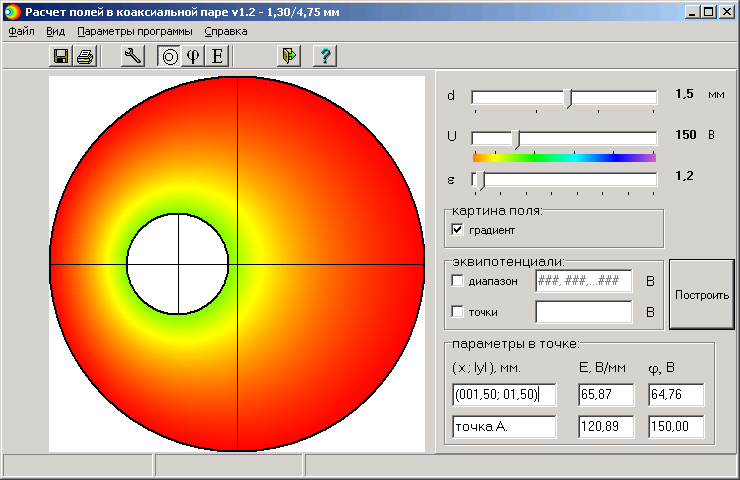 Расчет полей в коаксиальной паре v1.2 - 1,30/4,75 мм
Файл Вид Параметры программы Справка
φ E ?
d 1,5 мм
U 150 В
ε 1,2
картина поля:
градиент
эквипотенциали:
диапазон ###, ###,...### В
точки В
Построить
параметры в точке:
(x ; |y|), мм. E, В/мм φ, В
(001,50; 01,50) 65,87 64,76
точка А. 120,89 150,00